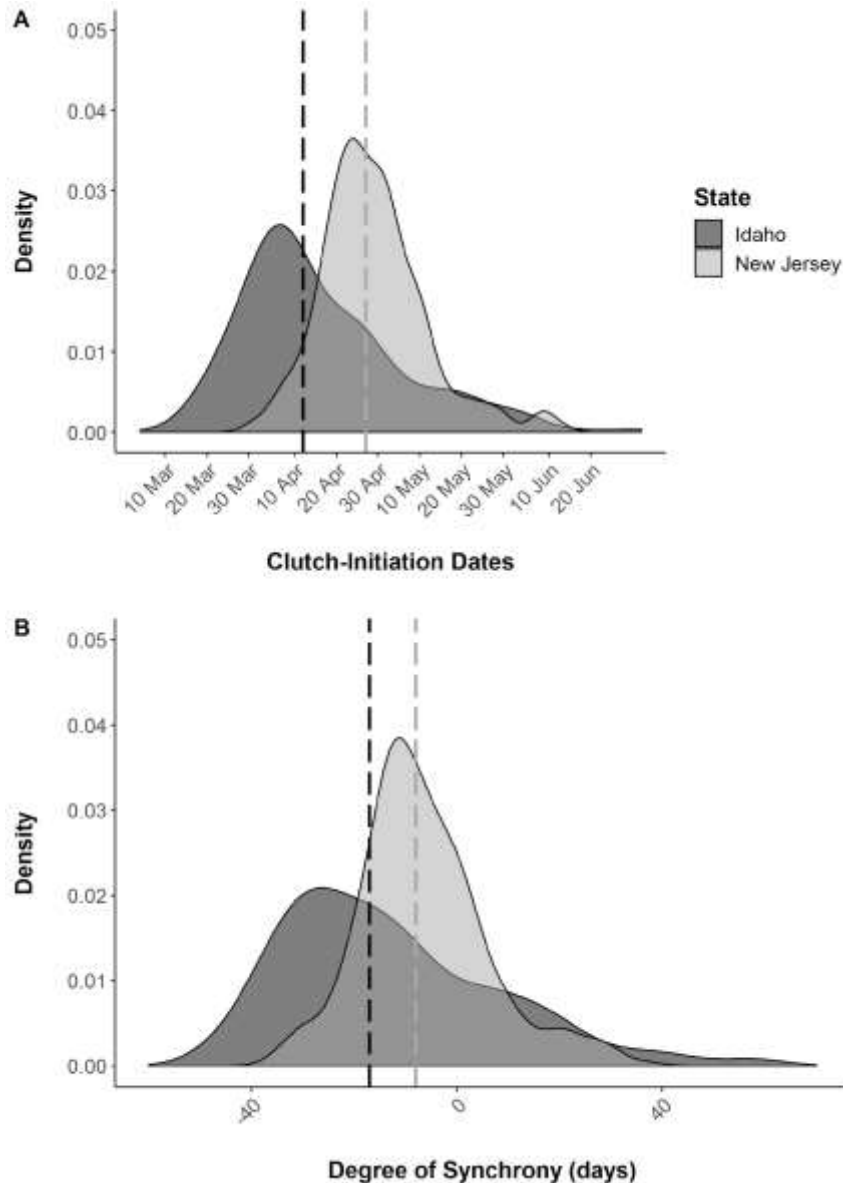 A
0.05
0.04
0.03
0.02
0.01
0.00
Density
10 Mar
20 Mar
30 Mar
10 Apr
20 Apr
30 Apr
10 May
20 May
30 May
10 Jun
20 Jun
Clutch-Initiation Dates
State
Idaho
New Jersey
B
0.05
0.04
0.03
0.02
0.01
0.00
Density
-40
0
40
Degree of Synchrony (days)